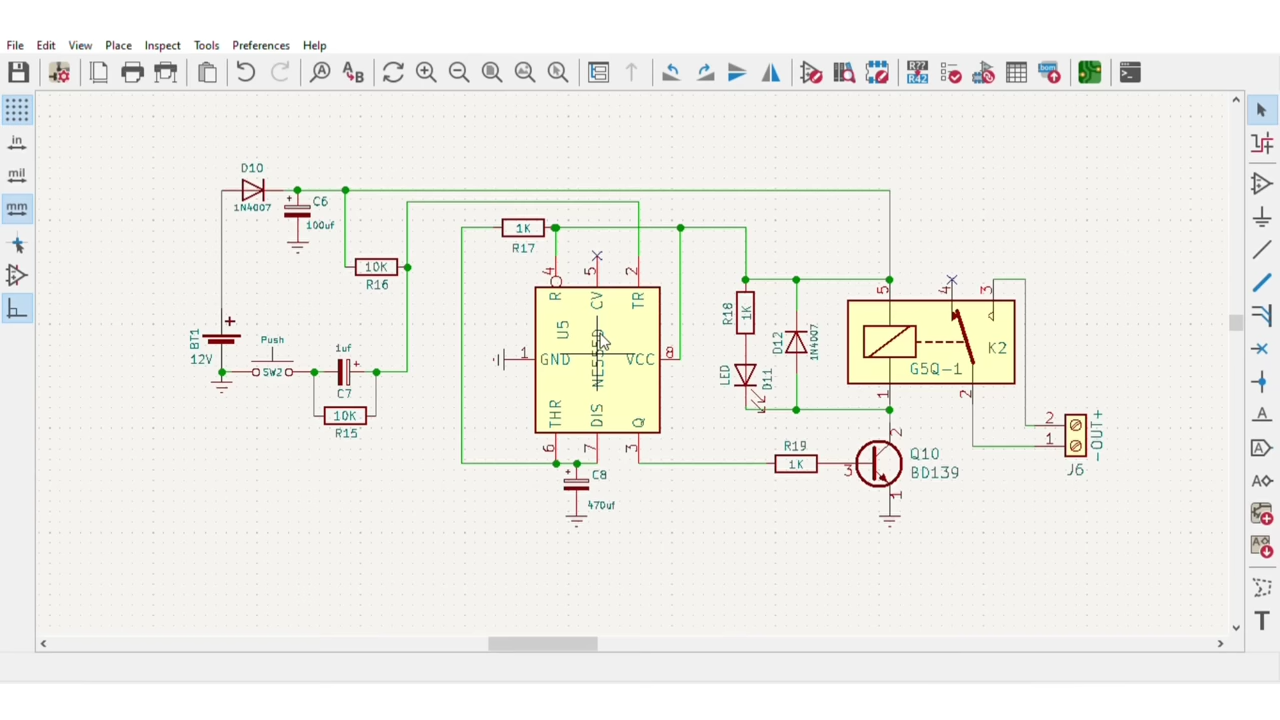 File Edit View Place Inspect Tools Preferences Help
in
mil
mm
A
A B
R??
R42
bom
A
A
A
A
T
D10
1N4007
+
C6
100uf
10K
R16
BT1
+
12V
Push
SW2
1uf
+
C7
10K
R15
1K
R17
4
5
2
R
CV
TR
U5
NE555D
1
GND
VCC
8
THR
DIS
Q
6
7
3
+
C8
470uf
R18
1K
LED
D11
D12
1N4007
5
4
3
K2
G5Q-1
1
2
R19
1K
3
2
1
Q10
BD139
2
1
-OUT+
J6